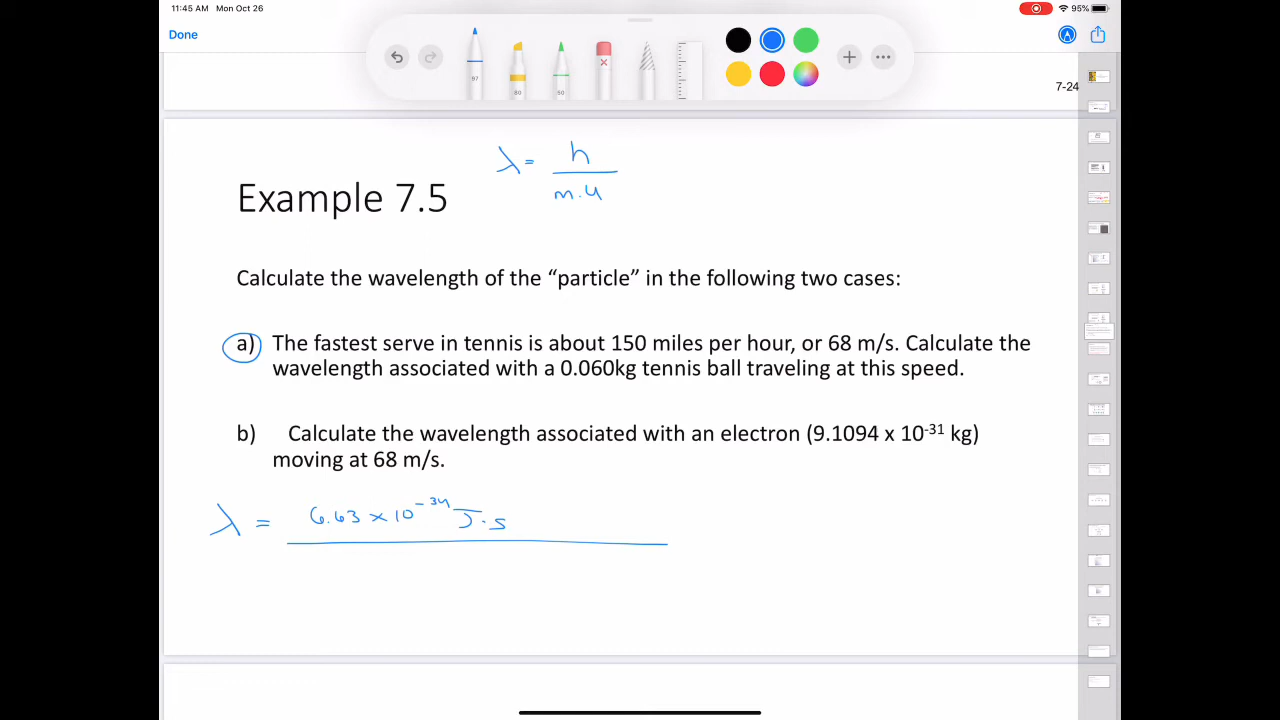 11:45 AM Mon Oct 26
95%
Done
97
80
50
7-24
λ = h
m.u
Example 7.5
Calculate the wavelength of the “particle” in the following two cases:
a) The fastest serve in tennis is about 150 miles per hour, or 68 m/s. Calculate the
wavelength associated with a 0.060kg tennis ball traveling at this speed.
b) Calculate the wavelength associated with an electron (9.1094 x 10⁻³¹ kg)
moving at 68 m/s.
λ = 6.63 × 10⁻³⁴ J·s